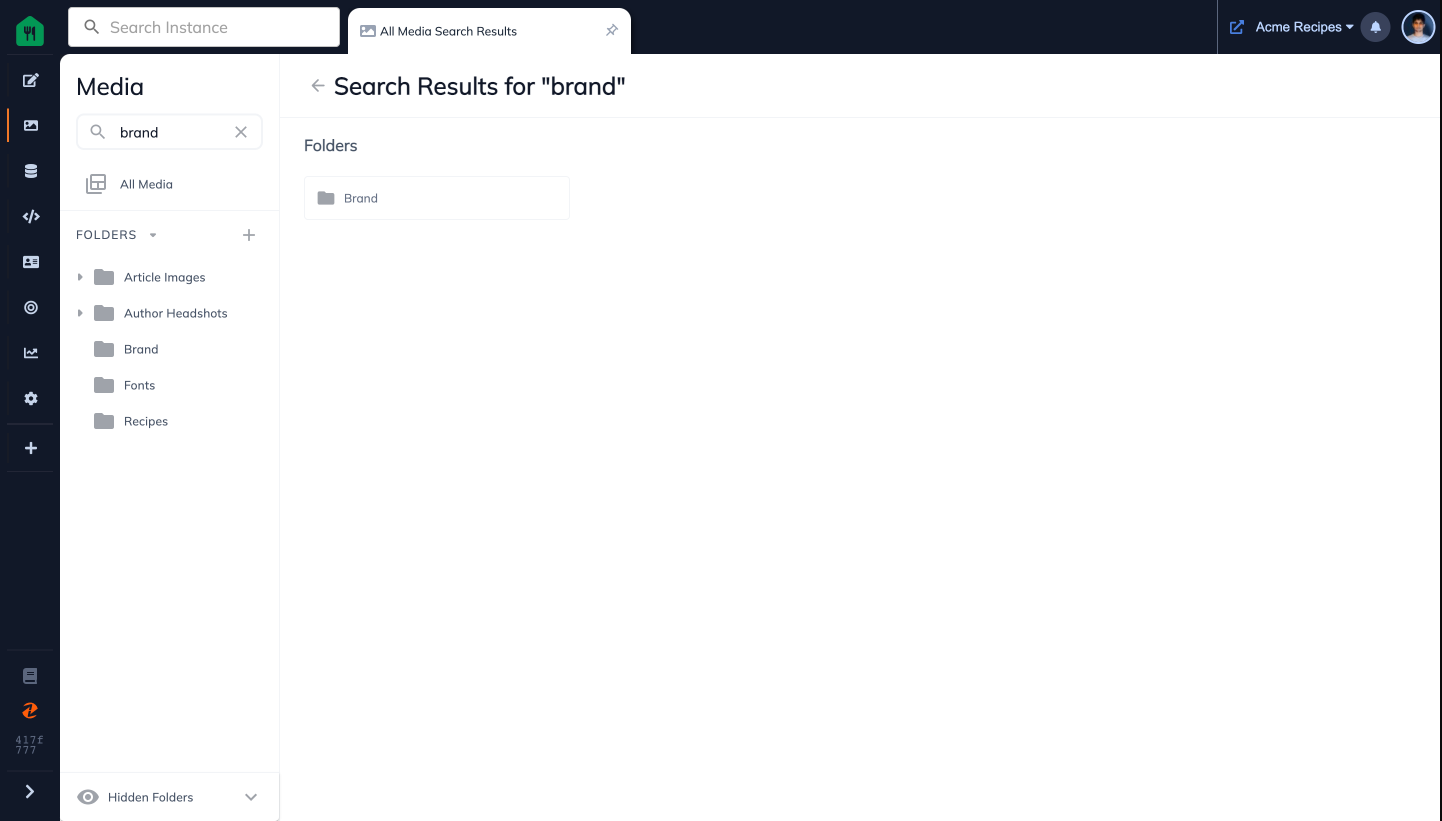 Search Instance
All Media Search Results
Acme Recipes
Media
brand
All Media
FOLDERS
Article Images
Author Headshots
Brand
Fonts
Recipes
Hidden Folders
417f
777
Search Results for "brand"
Folders
Brand